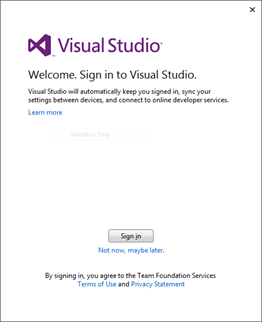 Visual Studio
Welcome. Sign in to Visual Studio.
Visual Studio will automatically keep you signed in, sync your
settings between devices, and connect to online developer services.
Learn more
Window Snip
Sign in
Not now, maybe later.
By signing in, you agree to the Team Foundation Services
Terms of Use and Privacy Statement